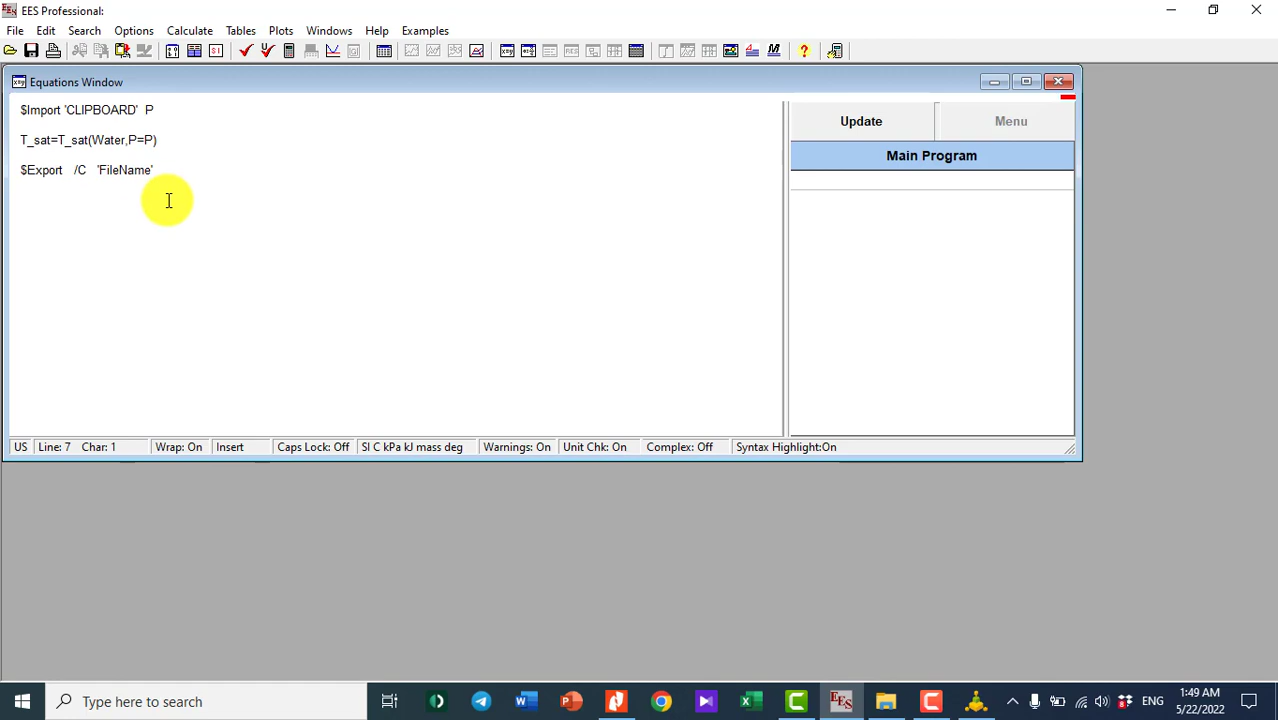 EES Professional:
File Edit Search Options Calculate Tables Plots Windows Help Examples
Equations Window
$Import 'CLIPBOARD' P
T_sat=T_sat(Water,P=P)
$Export /C 'FileName'
Update Menu
Main Program
US Line: 7 Char: 1 Wrap: On Insert Caps Lock: Off SI C kPa kJ mass deg Warnings: On Unit Chk: On Complex: Off Syntax Highlight:On
Type here to search
ENG
1:49 AM
5/22/2022